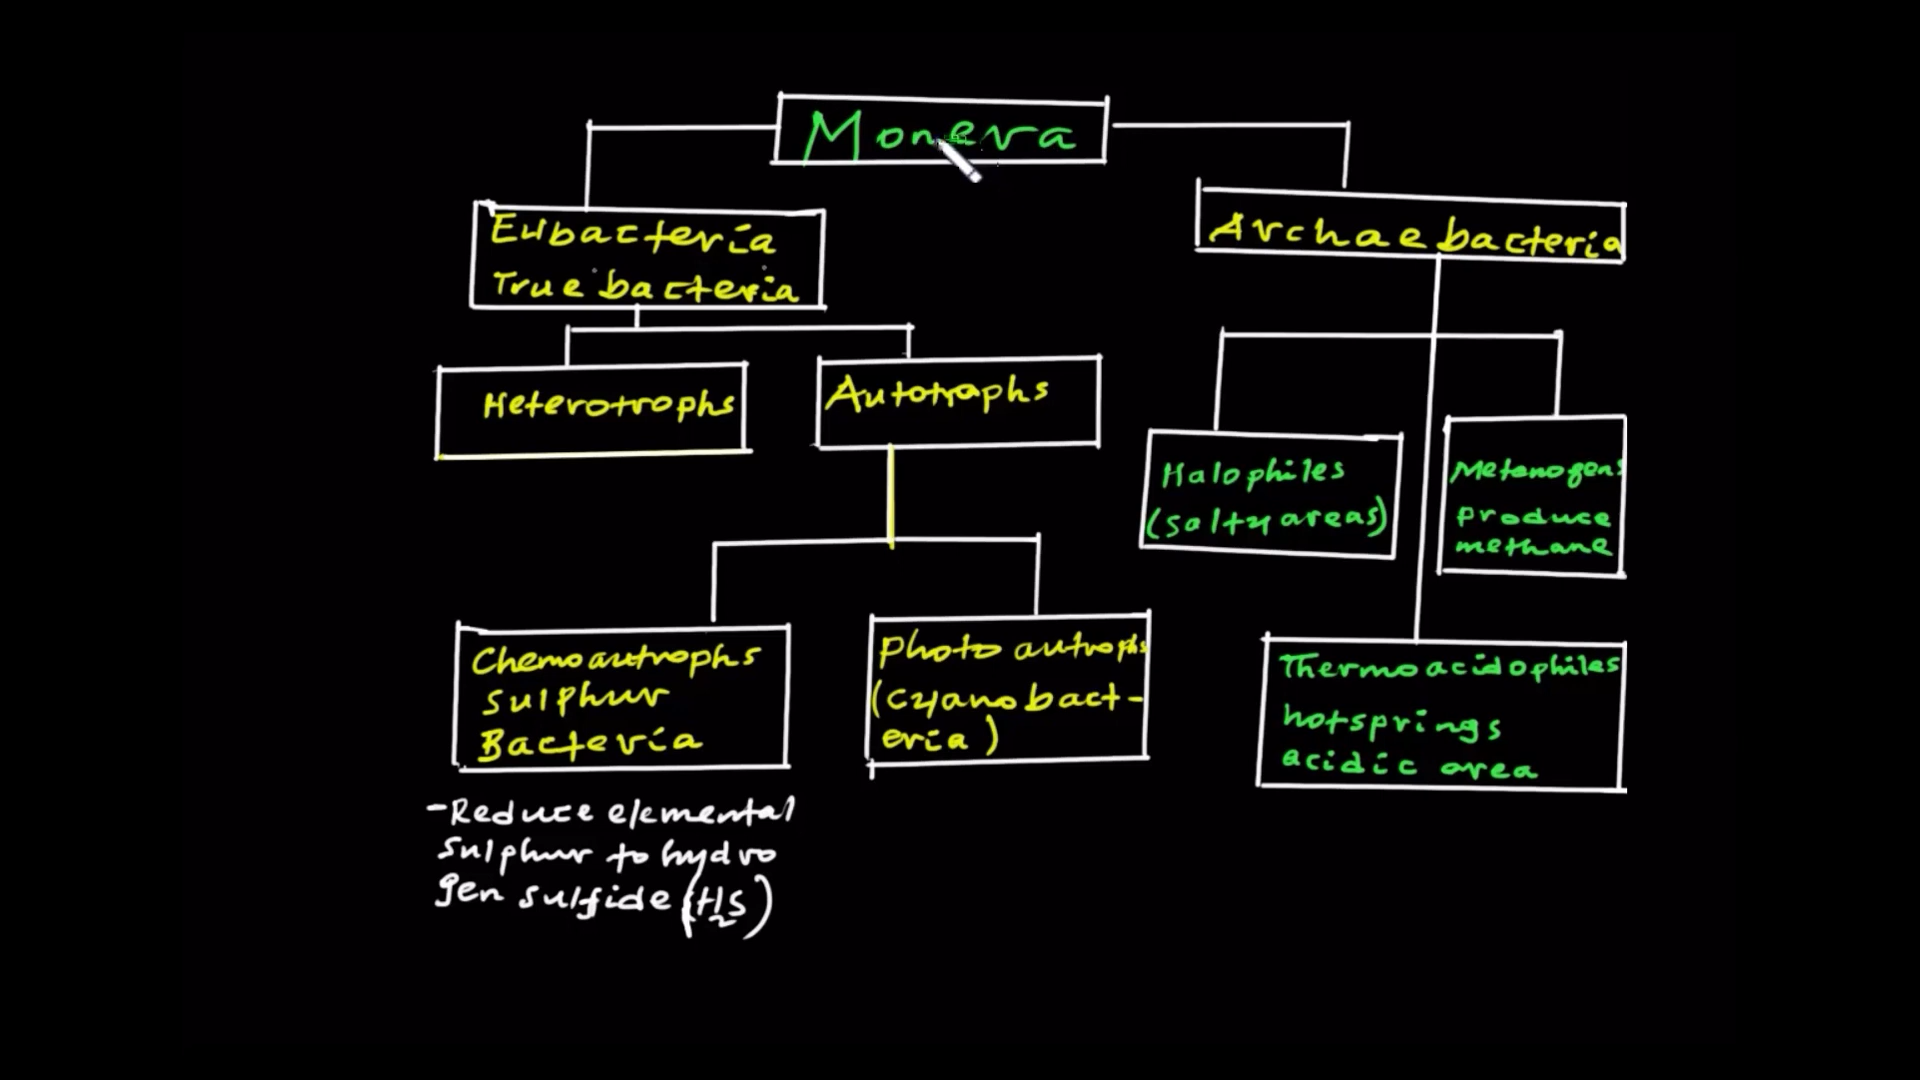 Monera
Eubacteria
True bacteria
Archaebacteria
Heterotrophs
Autotraphs
Halophiles
(salty areas)
Metanogens
produce
methane
Chemoautrophs
sulphur
Bacteria
Photo autrophs
(cyanobact-
eria)
Thermoacidophiles
hotsprings
acidic area
-Reduce elemental
sulphur to hydro
gen sulfide (H2S)